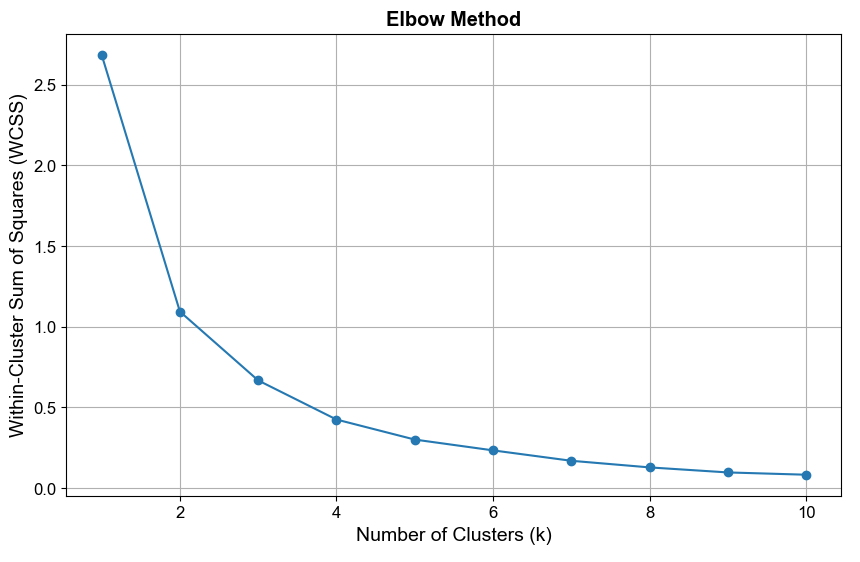 Elbow Method
Within-Cluster Sum of Squares (WCSS)
2.5
2.0
1.5
1.0
0.5
0.0
2 4 6 8 10
Number of Clusters (k)